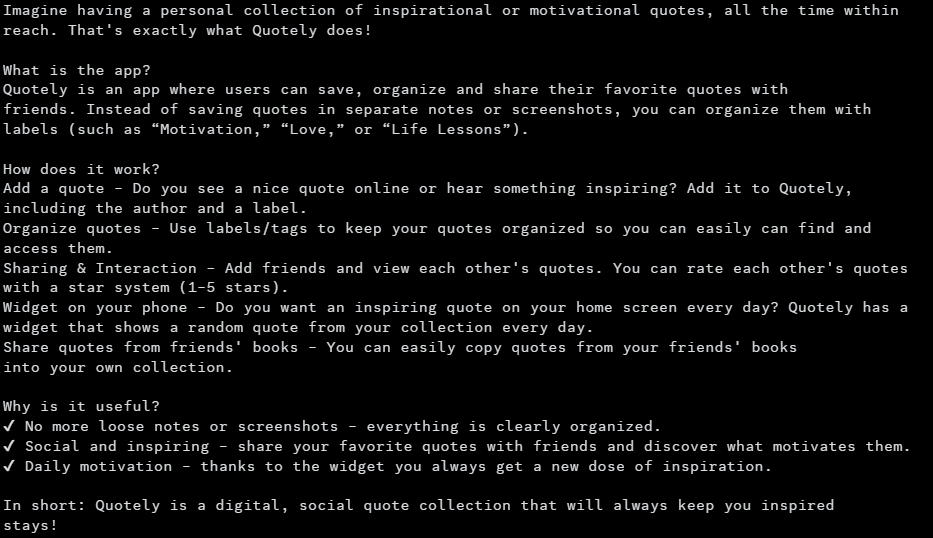 Imagine having a personal collection of inspirational or motivational quotes, all the time within
reach. That's exactly what Quotely does!
What is the app?
Quotely is an app where users can save, organize and share their favorite quotes with
friends. Instead of saving quotes in separate notes or screenshots, you can organize them with
labels (such as “Motivation,” “Love,” or “Life Lessons”).
How does it work?
Add a quote – Do you see a nice quote online or hear something inspiring? Add it to Quotely,
including the author and a label.
Organize quotes – Use labels/tags to keep your quotes organized so you can easily can find and
access them.
Sharing & Interaction – Add friends and view each other's quotes. You can rate each other's quotes
with a star system (1–5 stars).
Widget on your phone – Do you want an inspiring quote on your home screen every day? Quotely has a
widget that shows a random quote from your collection every day.
Share quotes from friends' books – You can easily copy quotes from your friends' books
into your own collection.
Why is it useful?
✓ No more loose notes or screenshots – everything is clearly organized.
✓ Social and inspiring – share your favorite quotes with friends and discover what motivates them.
✓ Daily motivation – thanks to the widget you always get a new dose of inspiration.
In short: Quotely is a digital, social quote collection that will always keep you inspired
stays!